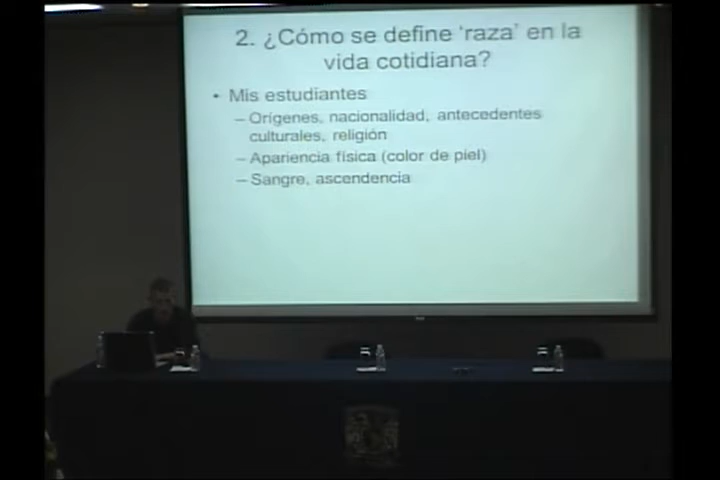 2. ¿Cómo se define ‘raza’ en la
vida cotidiana?
• Mis estudiantes
– Orígenes, nacionalidad, antecedentes
culturales, religión
– Apariencia física (color de piel)
– Sangre, ascendencia